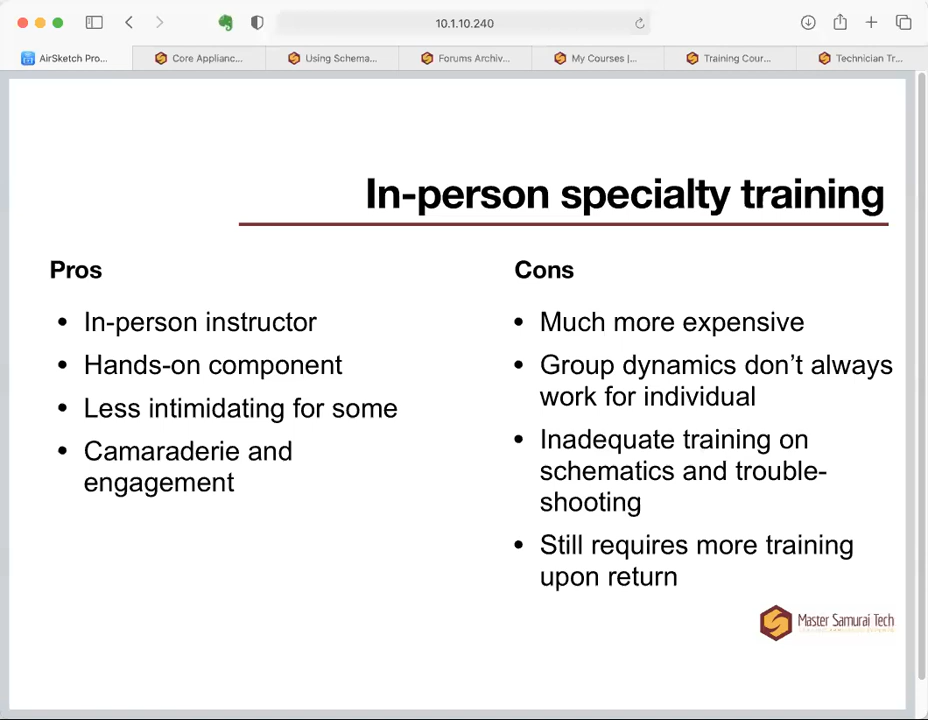 10.1.10.240
AirSketch Pro...
Core Applianc...
Using Schema...
Forums Archiv...
My Courses |...
Training Cour...
Technician Tr...
In-person specialty training
Pros
• In-person instructor
• Hands-on component
• Less intimidating for some
• Camaraderie and
engagement
Cons
• Much more expensive
• Group dynamics don’t always
work for individual
• Inadequate training on
schematics and trouble-
shooting
• Still requires more training
upon return
Master Samurai Tech